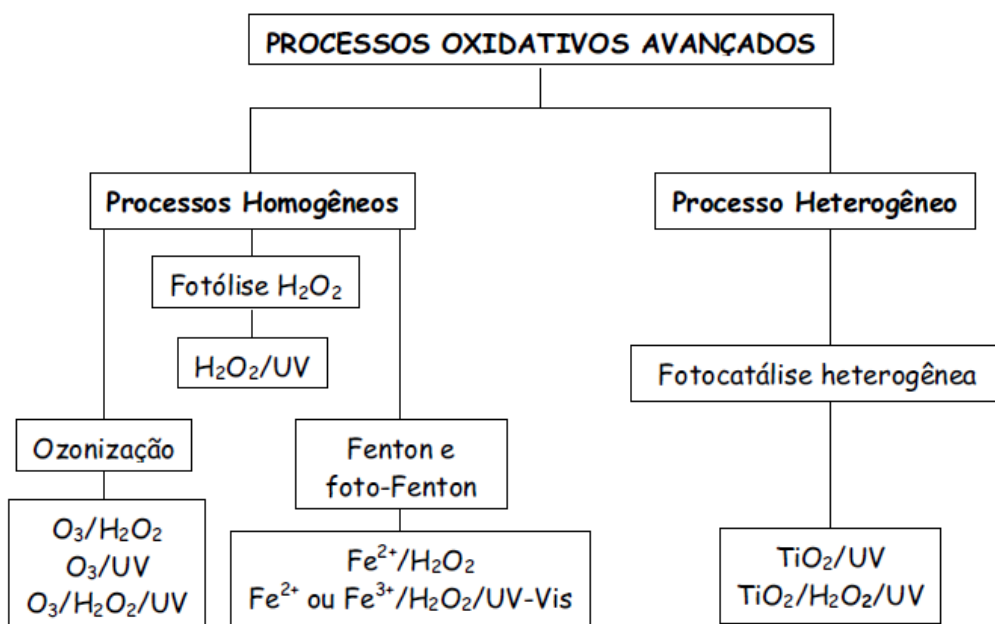 PROCESSOS OXIDATIVOS AVANÇADOS
Processos Homogêneos
Processo Heterogêneo
Fotólise H₂O₂
H₂O₂/UV
Fotocatálise heterogênea
Ozonização
Fenton e
foto-Fenton
O₃/H₂O₂
O₃/UV
O₃/H₂O₂/UV
Fe²⁺/H₂O₂
Fe²⁺ ou Fe³⁺/H₂O₂/UV-Vis
TiO₂/UV
TiO₂/H₂O₂/UV